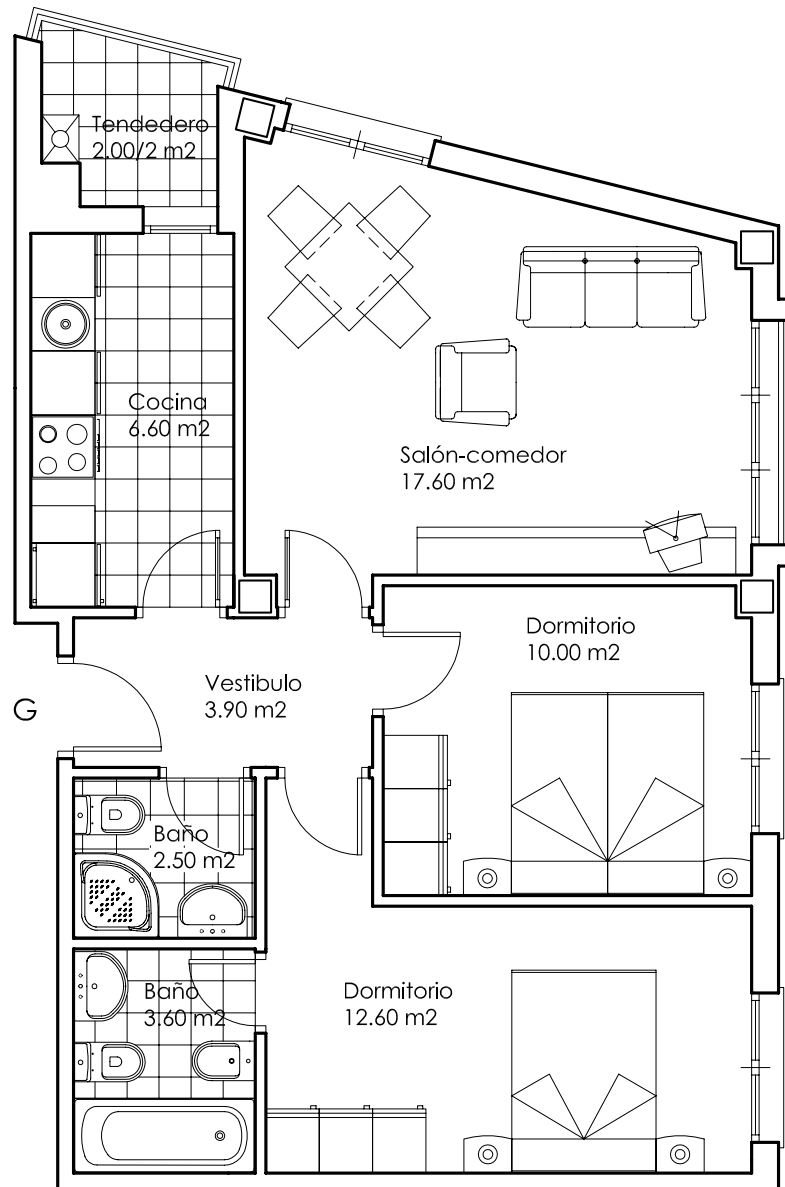 Tendedero
2.00/2 m2
Cocina
6.60 m2
Salón-comedor
17.60 m2
Dormitorio
10.00 m2
Vestibulo
3.90 m2
G
Baño
2.50 m2
Baño
3.60 m2
Dormitorio
12.60 m2